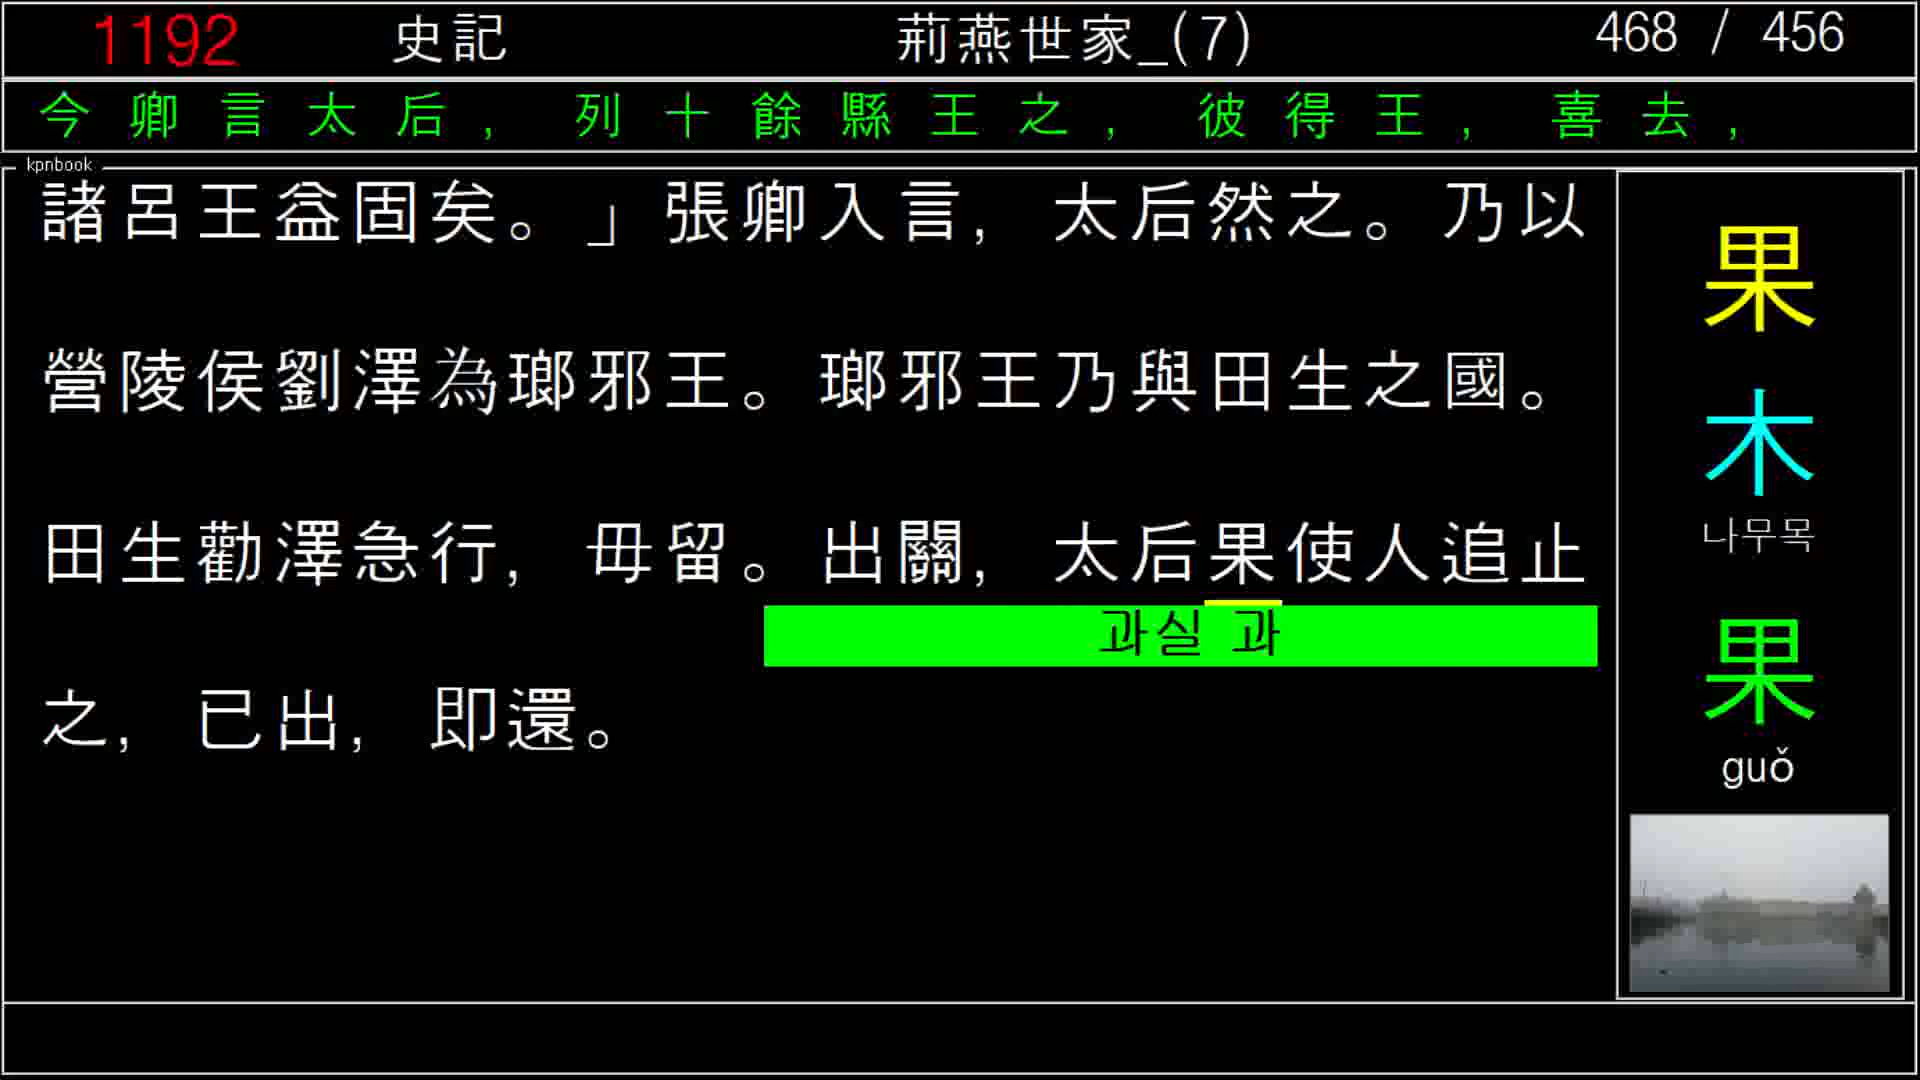 1192 史記 荊燕世家_(7) 468 / 456
今卿言太后, 列十餘縣王之, 彼得王, 喜去,
kpnbook
諸呂王益固矣。」張卿入言, 太后然之。乃以
營陵侯劉澤為瑯邪王。瑯邪王乃與田生之國。
田生勸澤急行, 毋留。出關, 太后果使人追止
과실 과
之, 已出, 即還。
果
木
나무목
果
guǒ